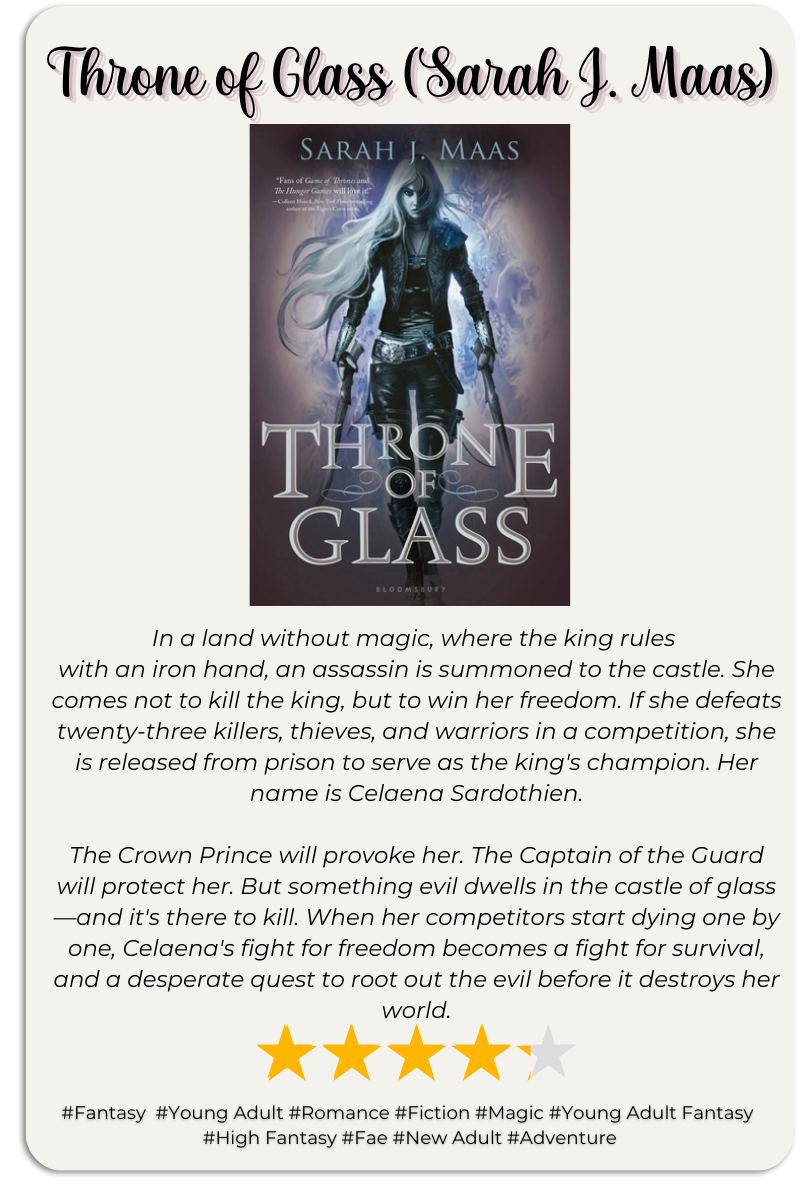 Throne of Glass (Sarah J. Maas)
SARAH J. MAAS
"Fans of Game of Thrones and
The Hunger Games will love it!"
—Colleen Houck, New York Times bestselling
author of the Tiger's Curse series
THRONE
OF
GLASS
BLOOMSBURY
In a land without magic, where the king rules
with an iron hand, an assassin is summoned to the castle. She
comes not to kill the king, but to win her freedom. If she defeats
twenty-three killers, thieves, and warriors in a competition, she
is released from prison to serve as the king's champion. Her
name is Celaena Sardothien.
The Crown Prince will provoke her. The Captain of the Guard
will protect her. But something evil dwells in the castle of glass
—and it's there to kill. When her competitors start dying one by
one, Celaena's fight for freedom becomes a fight for survival,
and a desperate quest to root out the evil before it destroys her
world.
#Fantasy #Young Adult #Romance #Fiction #Magic #Young Adult Fantasy
#High Fantasy #Fae #New Adult #Adventure